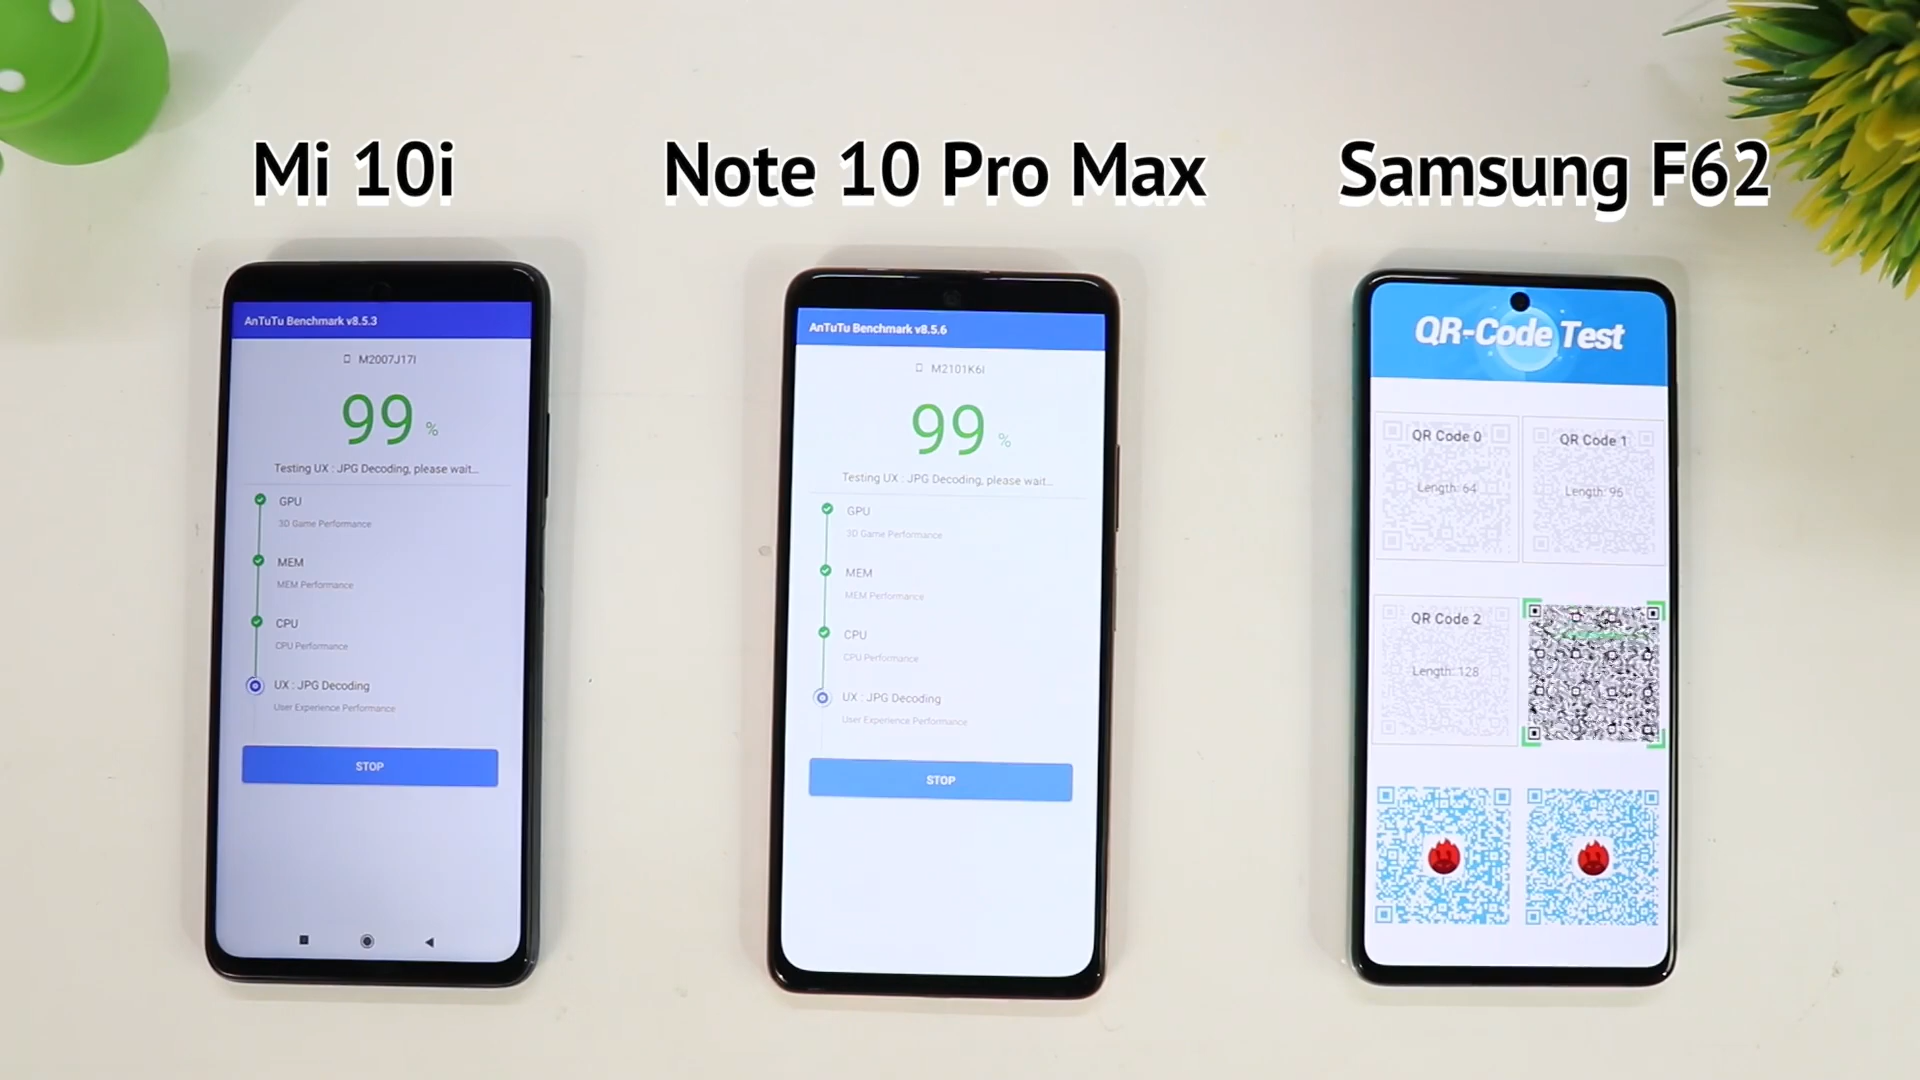 Mi 10i
Note 10 Pro Max
Samsung F62
AnTuTu Benchmark v8.5.3
M2007J17I
99 %
Testing UX : JPG Decoding, please wait...
GPU
3D Game Performance
MEM
MEM Performance
CPU
CPU Performance
UX : JPG Decoding
User Experience Performance
STOP
AnTuTu Benchmark v8.5.6
M2101K6I
99 %
Testing UX : JPG Decoding, please wait...
GPU
3D Game Performance
MEM
MEM Performance
CPU
CPU Performance
UX : JPG Decoding
User Experience Performance
STOP
QR-Code Test
QR Code 0
Length: 64
QR Code 1
Length: 96
QR Code 2
Length: 128